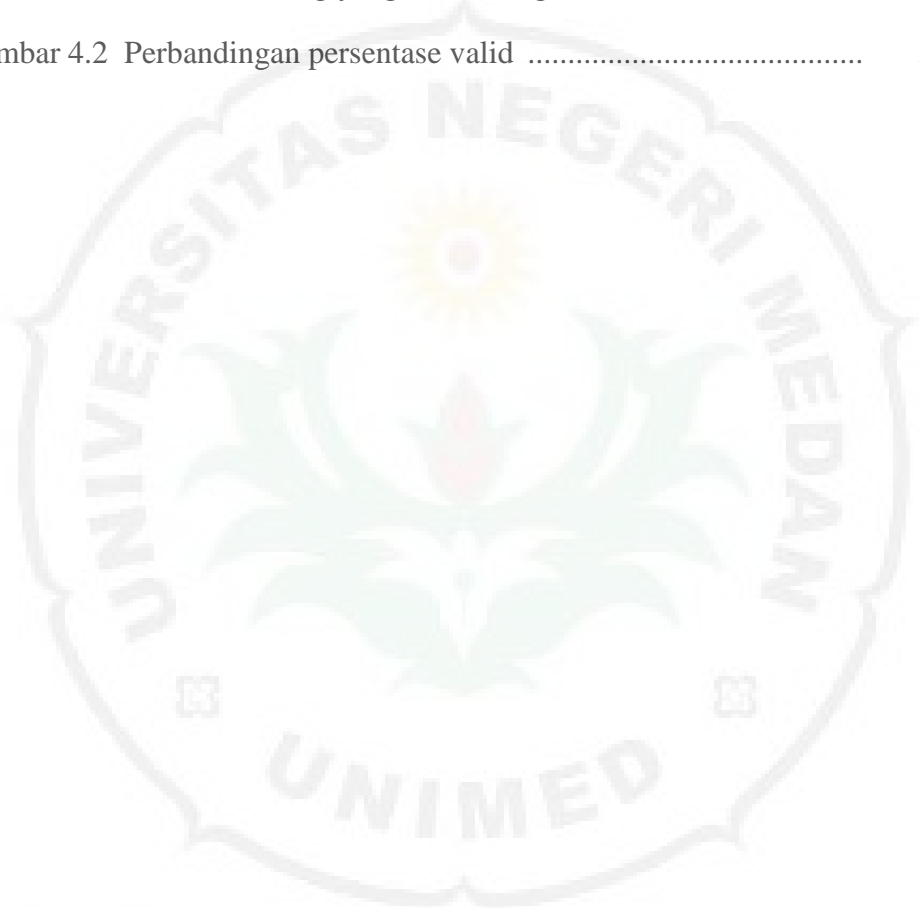 mbar 4.2 Perbandingan persentase valid ..........................................
UNIVERSITAS NEGERI MEDAN
UNIMED